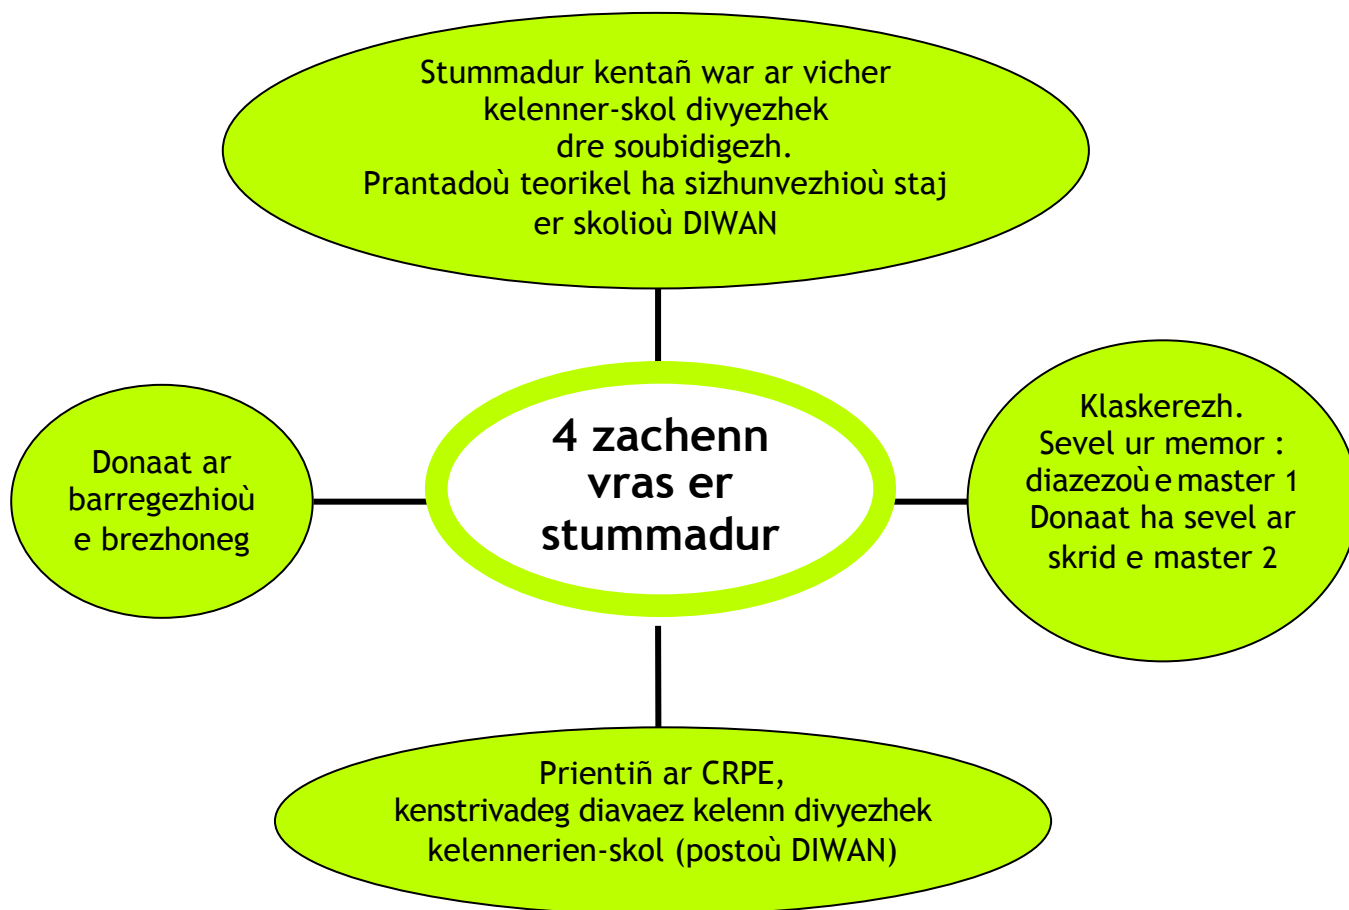 Stummadur kentañ war ar vicher
kelenner-skol divyezhek
dre soubidigezh.
Prantadoù teorikel ha sizhunvezhioù staj
er skolioù DIWAN
4 zachenn
vras er
stummadur
Donaat ar
barregezhioù
e brezhoneg
Klaskerezh.
Sevel ur memor :
diazezoù e master 1
Donaat ha sevel ar
skrid e master 2
Prientiñ ar CRPE,
kenstrivadeg diavaez kelenn divyezhek
kelennerien-skol (postoù DIWAN)